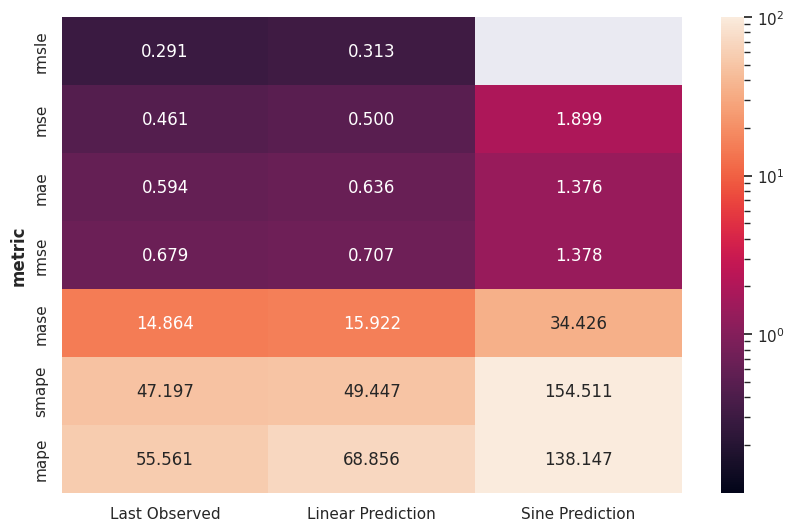 metric
rmsle 0.291 0.313
mse 0.461 0.500 1.899
mae 0.594 0.636 1.376
rmse 0.679 0.707 1.378
mase 14.864 15.922 34.426
smape 47.197 49.447 154.511
mape 55.561 68.856 138.147
Last Observed Linear Prediction Sine Prediction
10²
10¹
10⁰